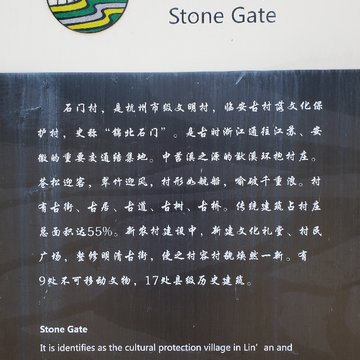 Stone Gate
石门村，是杭州市级文明村，临安古村落文化保
护村，史称“锦北石门”。是古时浙江通往江苏、安
徽的重要交通结集地。中苕溪之源的猷溪环抱村庄。
苍松迎客，翠竹迎风，村形如航船，喻破千重浪。村
有古街、古居、古道、古树、古桥。传统建筑占村庄
总面积达55%。新农村建设中，新建文化礼堂、村民
广场，整修明清古街，使之村容村貌焕然一新。有
9处不可移动文物，17处县级历史建筑。
Stone Gate
It is identifies as the cultural protection village in Lin’an and